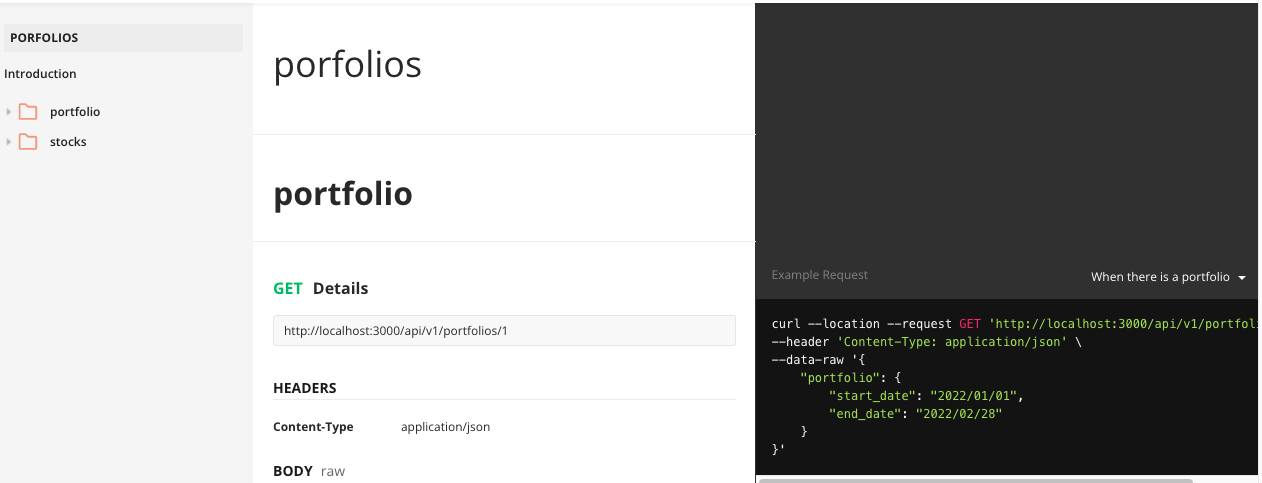 PORFOLIOS
Introduction
portfolio
stocks
porfolios
portfolio
GET Details
http://localhost:3000/api/v1/portfolios/1
HEADERS
Content-Type application/json
BODY raw
Example Request When there is a portfolio
curl --location --request GET 'http://localhost:3000/api/v1/portfoli
--header 'Content-Type: application/json' \
--data-raw '{
"portfolio": {
"start_date": "2022/01/01",
"end_date": "2022/02/28"
}
}'